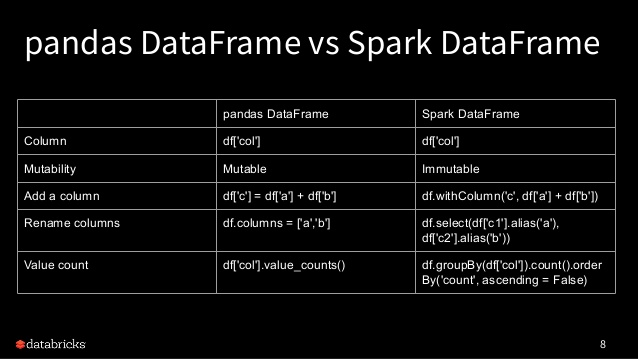 pandas DataFrame vs Spark DataFrame
pandas DataFrame Spark DataFrame
Column df['col'] df['col']
Mutability Mutable Immutable
Add a column df['c'] = df['a'] + df['b'] df.withColumn('c', df['a'] + df['b'])
Rename columns df.columns = ['a','b'] df.select(df['c1'].alias('a'),
df['c2'].alias('b'))
Value count df['col'].value_counts() df.groupBy(df['col']).count().order
By('count', ascending = False)
databricks 8